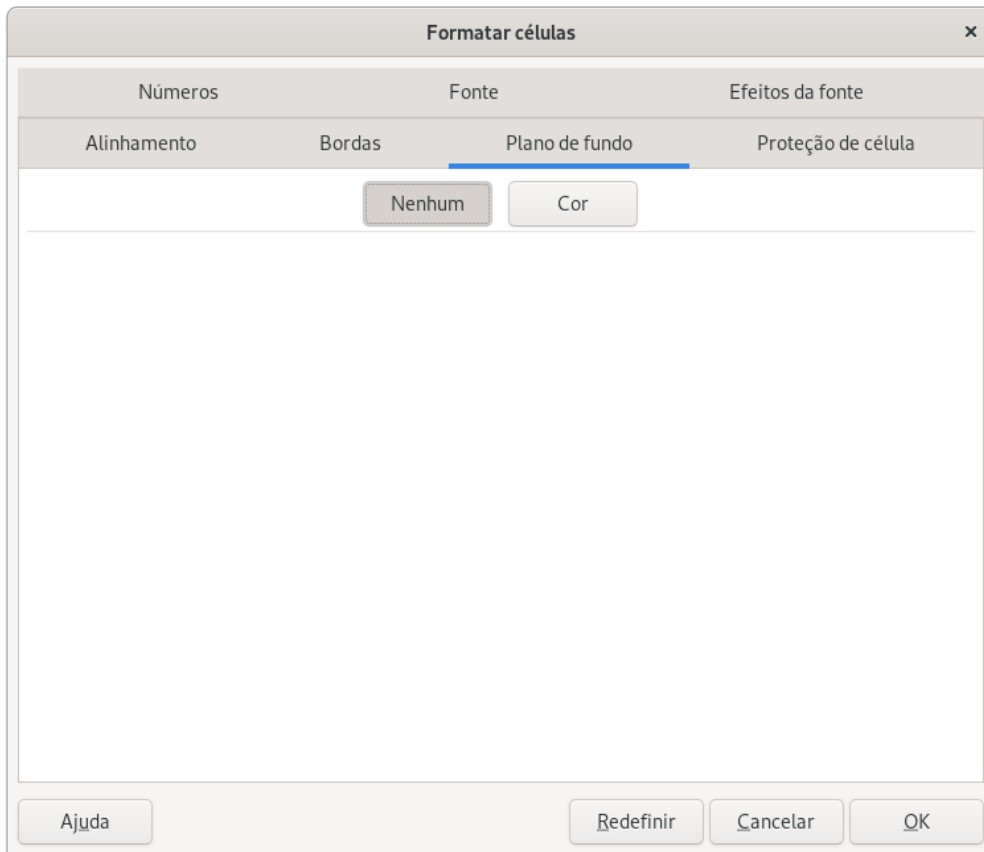 Formatar células ×
Números Fonte Efeitos da fonte
Alinhamento Bordas Plano de fundo Proteção de célula
Nenhum Cor
Ajuda Redefinir Cancelar OK